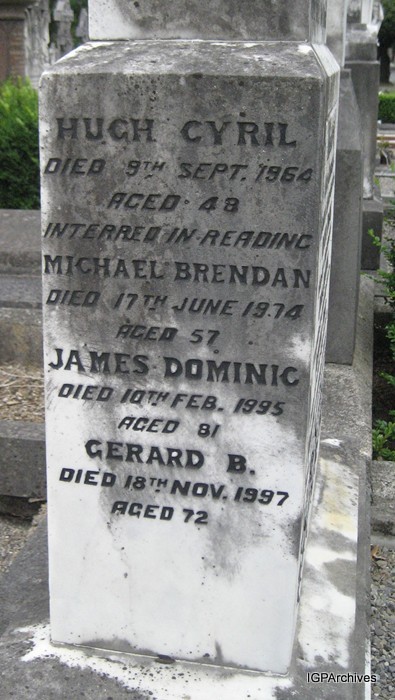 HUGH CYRIL
DIED 9TH SEPT. 1964
AGED 48
INTERRED IN READING
MICHAEL BRENDAN
DIED 17TH JUNE 1974
AGED 57
JAMES DOMINIC
DIED 10TH FEB. 1995
AGED 81
GERARD B.
DIED 18TH NOV. 1997
AGED 72
IGPArchives